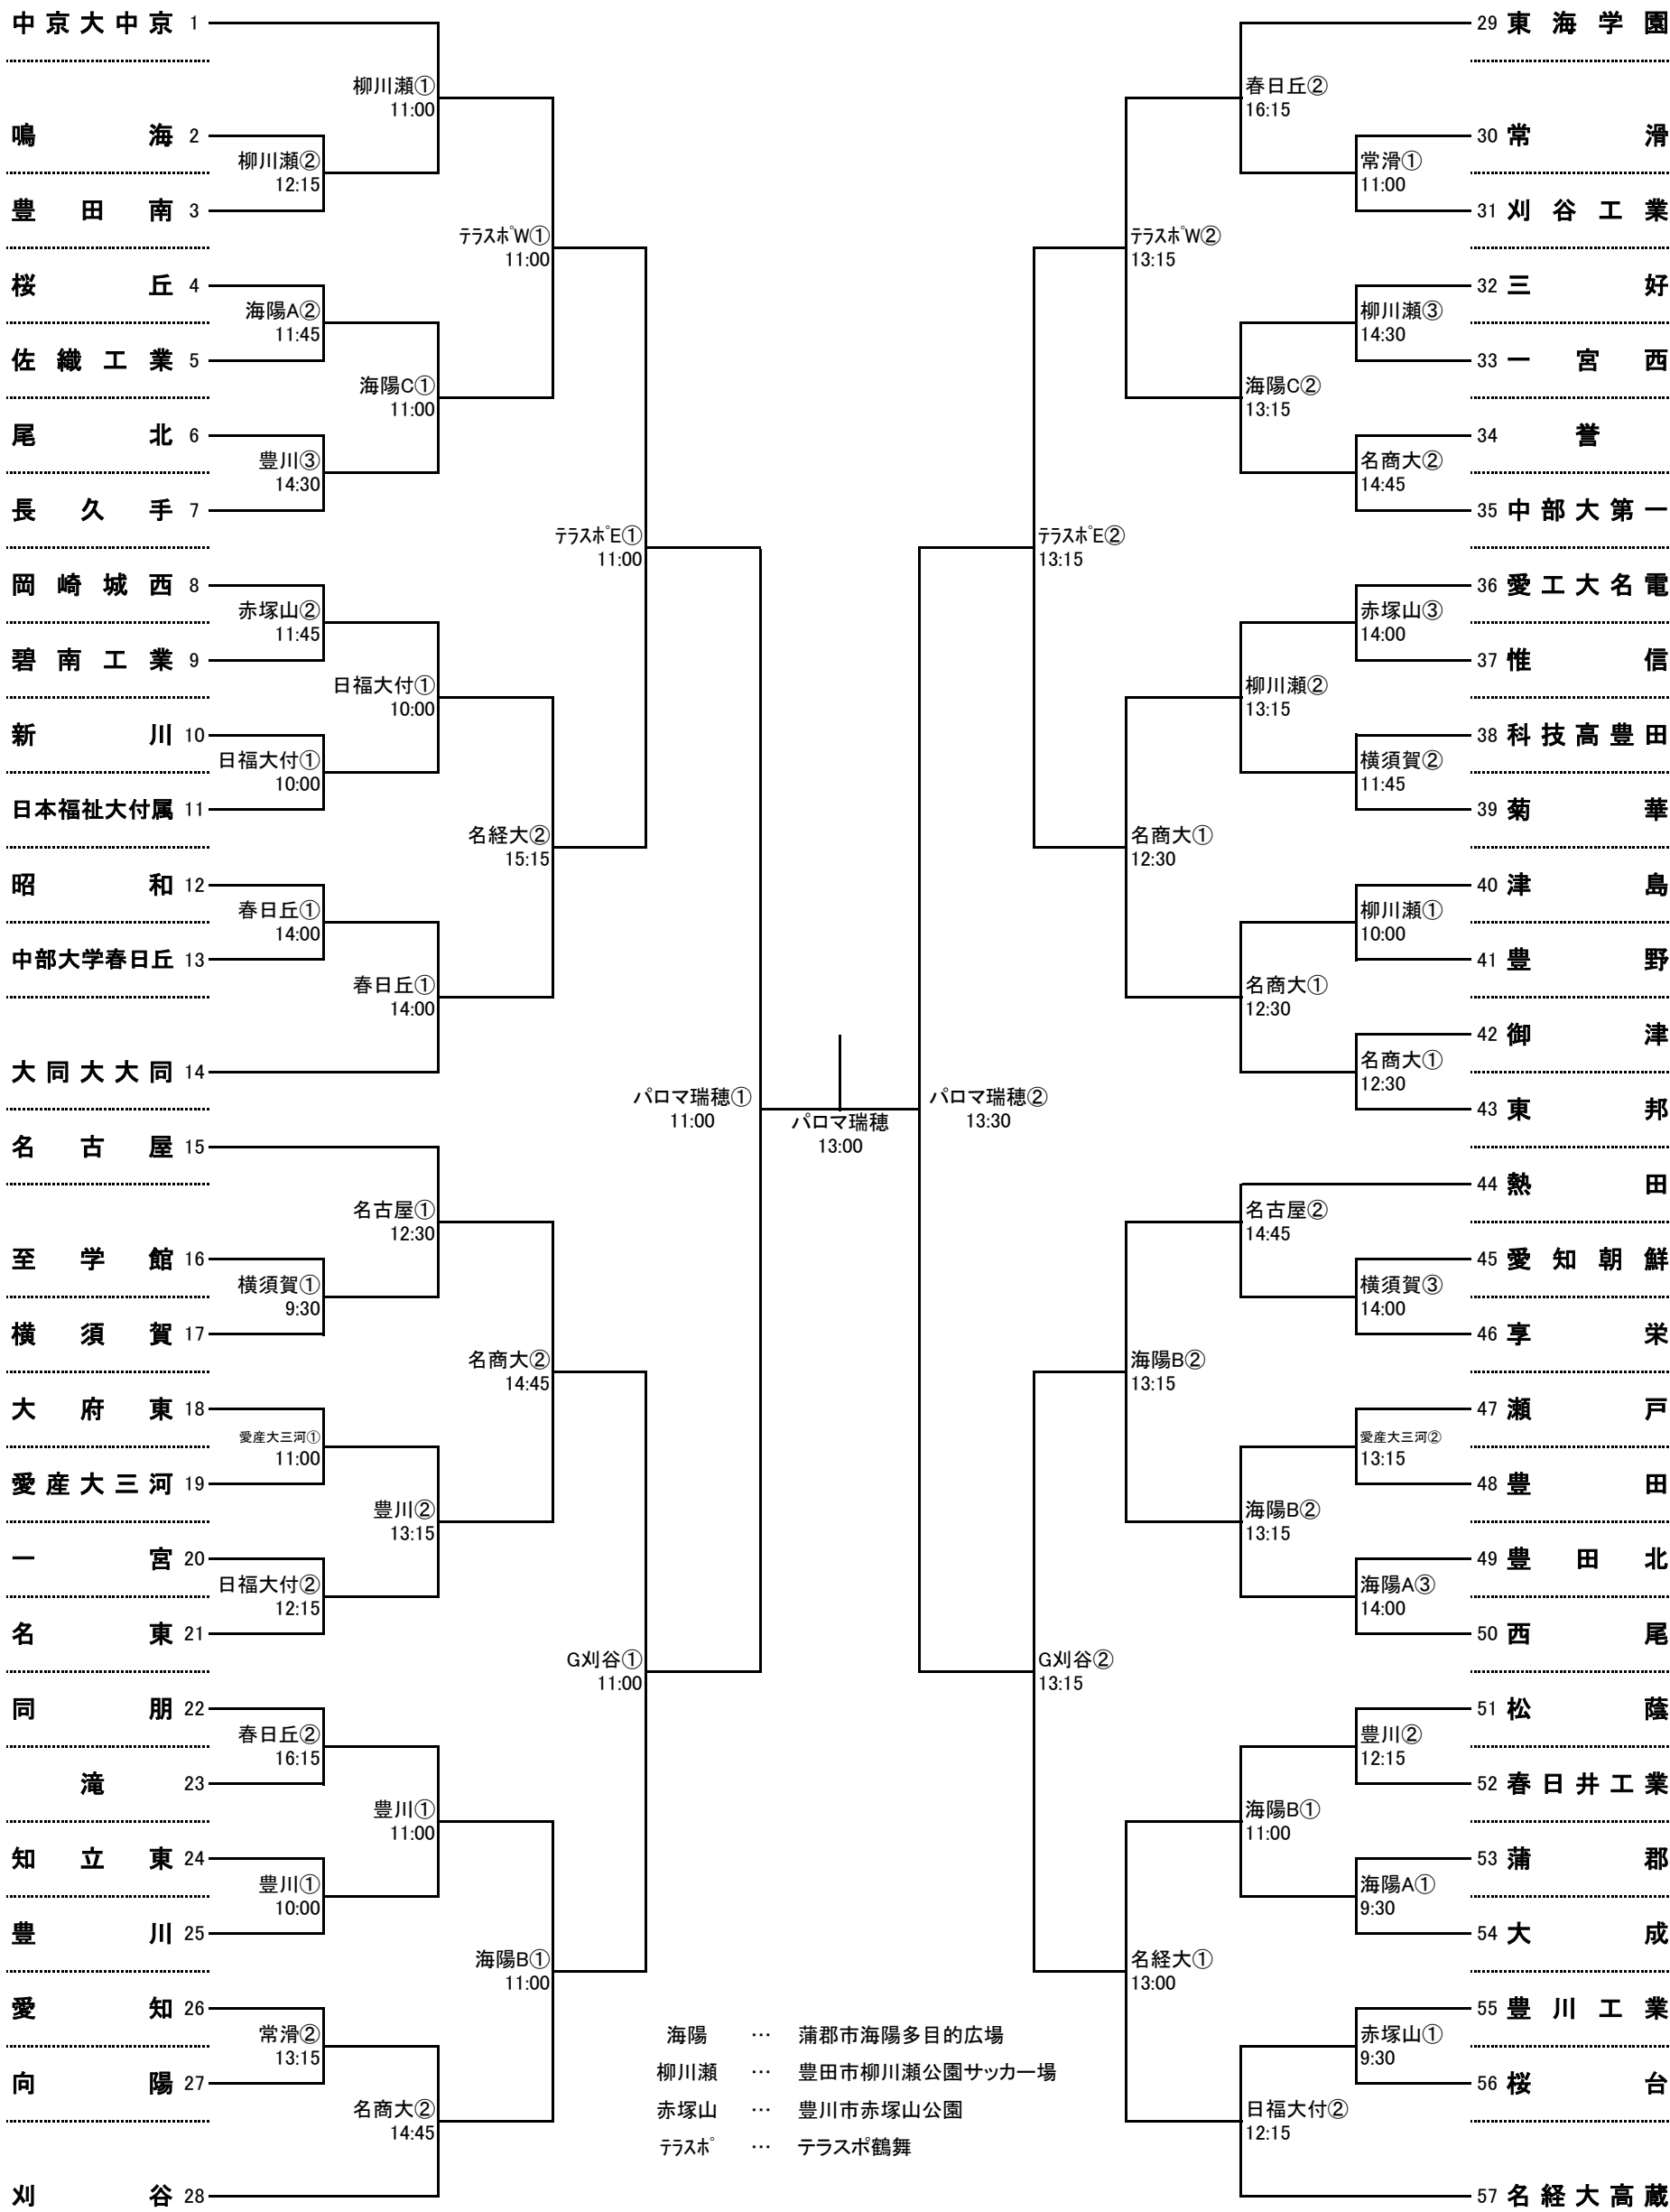 中京大中京 1
柳川瀬①
11:00
鳴海 2
柳川瀬②
12:15
豊田南 3
テラスポW①
11:00
桜丘 4
海陽A②
11:45
佐織工業 5
海陽C①
11:00
尾北 6
豊川③
14:30
長久手 7
テラスポE①
11:00
岡崎城西 8
赤塚山②
11:45
碧南工業 9
日福大付①
10:00
新川 10
日福大付①
10:00
日本福祉大付属 11
名経大②
15:15
昭和 12
春日丘①
14:00
中部大学春日丘 13
春日丘①
14:00
大同大大同 14
パロマ瑞穂①
11:00
名古屋 15
名古屋①
12:30
至学館 16
横須賀①
9:30
横須賀 17
名商大②
14:45
大府東 18
愛産大三河①
11:00
愛産大三河 19
豊川②
13:15
一宮 20
日福大付②
12:15
名東 21
G刈谷①
11:00
同朋 22
春日丘②
16:15
滝 23
豊川①
11:00
知立東 24
豊川①
10:00
豊川 25
海陽B①
11:00
愛知 26
常滑②
13:15
向陽 27
名商大②
14:45
刈谷 28
パロマ瑞穂
13:00
29 東海学園
春日丘②
16:15
30 常滑
常滑①
11:00
31 刈谷工業
テラスポW②
13:15
32 三好
柳川瀬③
14:30
33 一宮西
海陽C②
13:15
34 誉
名商大②
14:45
35 中部大第一
テラスポE②
13:15
36 愛工大名電
赤塚山③
14:00
37 惟信
柳川瀬②
13:15
38 科技高豊田
横須賀②
11:45
39 菊華
名商大①
12:30
40 津島
柳川瀬①
10:00
41 豊野
名商大①
12:30
42 御津
名商大①
12:30
43 東邦
パロマ瑞穂②
13:30
44 熱田
名古屋②
14:45
45 愛知朝鮮
横須賀③
14:00
46 享栄
海陽B②
13:15
47 瀬戸
愛産大三河②
13:15
48 豊田
海陽B②
13:15
49 豊田北
海陽A③
14:00
50 西尾
G刈谷②
13:15
51 松蔭
豊川②
12:15
52 春日井工業
海陽B①
11:00
53 蒲郡
海陽A①
9:30
54 大成
名経大①
13:00
55 豊川工業
赤塚山①
9:30
56 桜台
日福大付②
12:15
57 名経大高蔵
海陽 … 蒲郡市海陽多目的広場
柳川瀬 … 豊田市柳川瀬公園サッカー場
赤塚山 … 豊川市赤塚山公園
テラスポ … テラスポ鶴舞